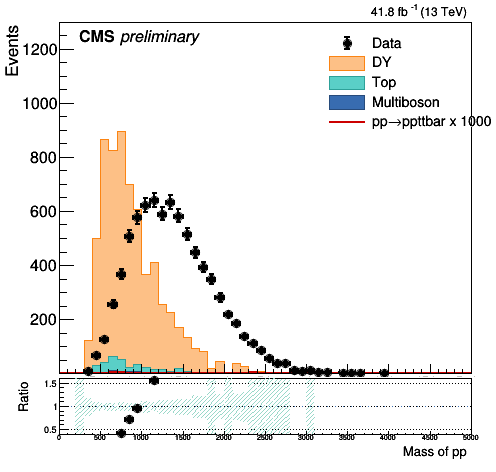 41.8 fb⁻¹ (13 TeV)
CMS preliminary
Events
1200
1000
800
600
400
200
Data
DY
Top
Multiboson
pp→ppttbar x 1000
Ratio
1.5
1
0.5
0 500 1000 1500 2000 2500 3000 3500 4000 4500 5000
Mass of pp